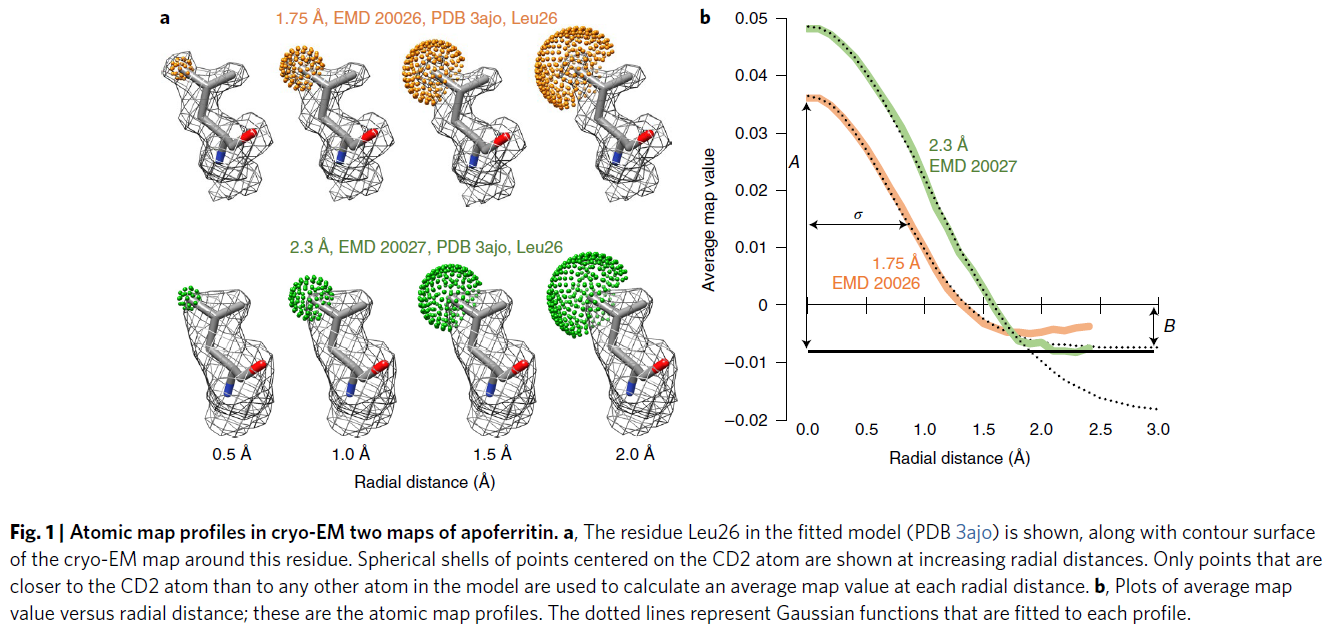 a
1.75 Å, EMD 20026, PDB 3ajo, Leu26
2.3 Å, EMD 20027, PDB 3ajo, Leu26
0.5 Å
1.0 Å
1.5 Å
2.0 Å
Radial distance (Å)
b
0.05
0.04
0.03
0.02
0.01
0
−0.01
−0.02
Average map value
A
σ
2.3 Å
EMD 20027
1.75 Å
EMD 20026
B
0.0
0.5
1.0
1.5
2.0
2.5
3.0
Radial distance (Å)
Fig. 1 | Atomic map profiles in cryo-EM two maps of apoferritin. a, The residue Leu26 in the fitted model (PDB 3ajo) is shown, along with contour surface
of the cryo-EM map around this residue. Spherical shells of points centered on the CD2 atom are shown at increasing radial distances. Only points that are
closer to the CD2 atom than to any other atom in the model are used to calculate an average map value at each radial distance. b, Plots of average map
value versus radial distance; these are the atomic map profiles. The dotted lines represent Gaussian functions that are fitted to each profile.